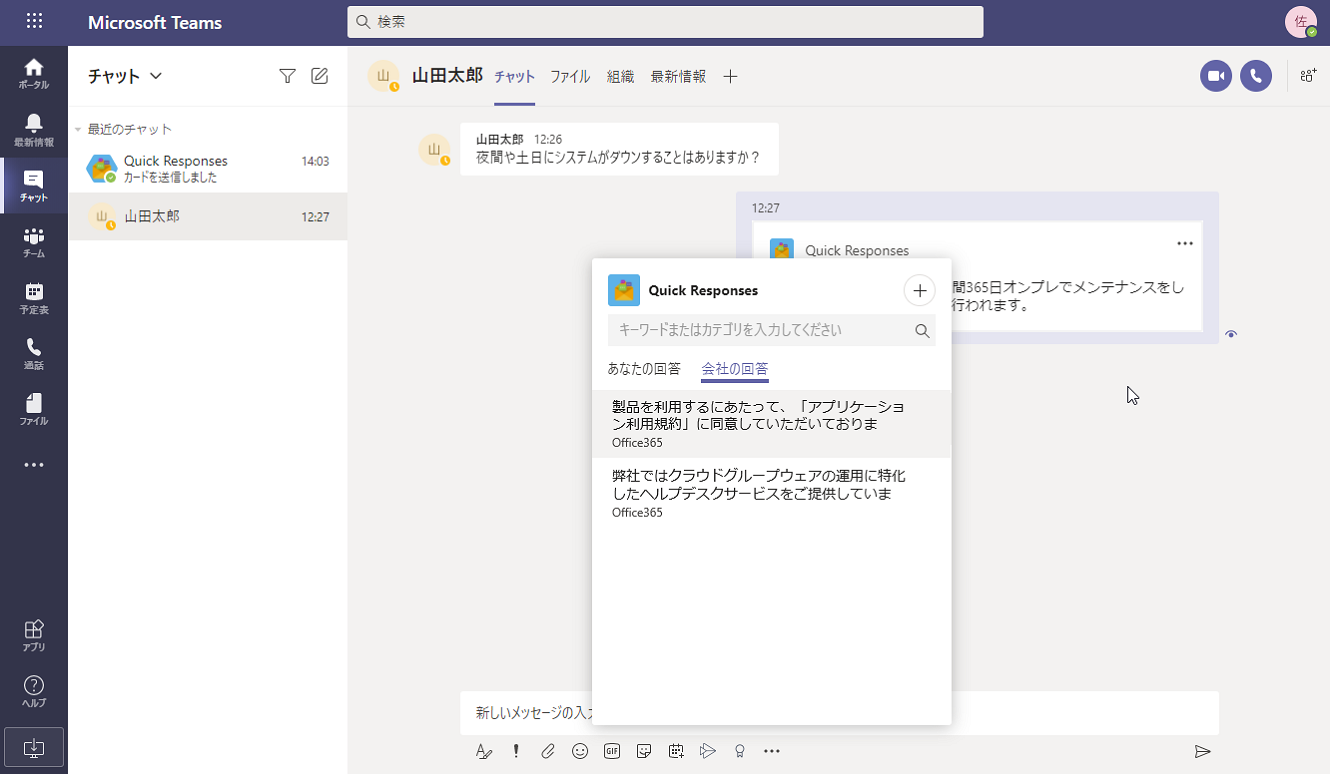 Microsoft Teams
検索
佐
ポータル
最新情報
チャット
チーム
予定表
通話
ファイル
アプリ
ヘルプ
チャット
最近のチャット
Quick Responses 14:03
カードを送信しました
山 山田太郎 12:27
山 山田太郎 チャット ファイル 組織 最新情報
山
山田太郎 12:26
夜間や土日にシステムがダウンすることはありますか？
12:27
Quick Responses
間365日オンプレでメンテナンスをし
行われます。
Quick Responses
キーワードまたはカテゴリを入力してください
あなたの回答 会社の回答
製品を利用するにあたって、「アプリケーショ
ン利用規約」に同意していただいておりま
Office365
弊社ではクラウドグループウェアの運用に特化
したヘルプデスクサービスをご提供していま
Office365
新しいメッセージの入
GIF